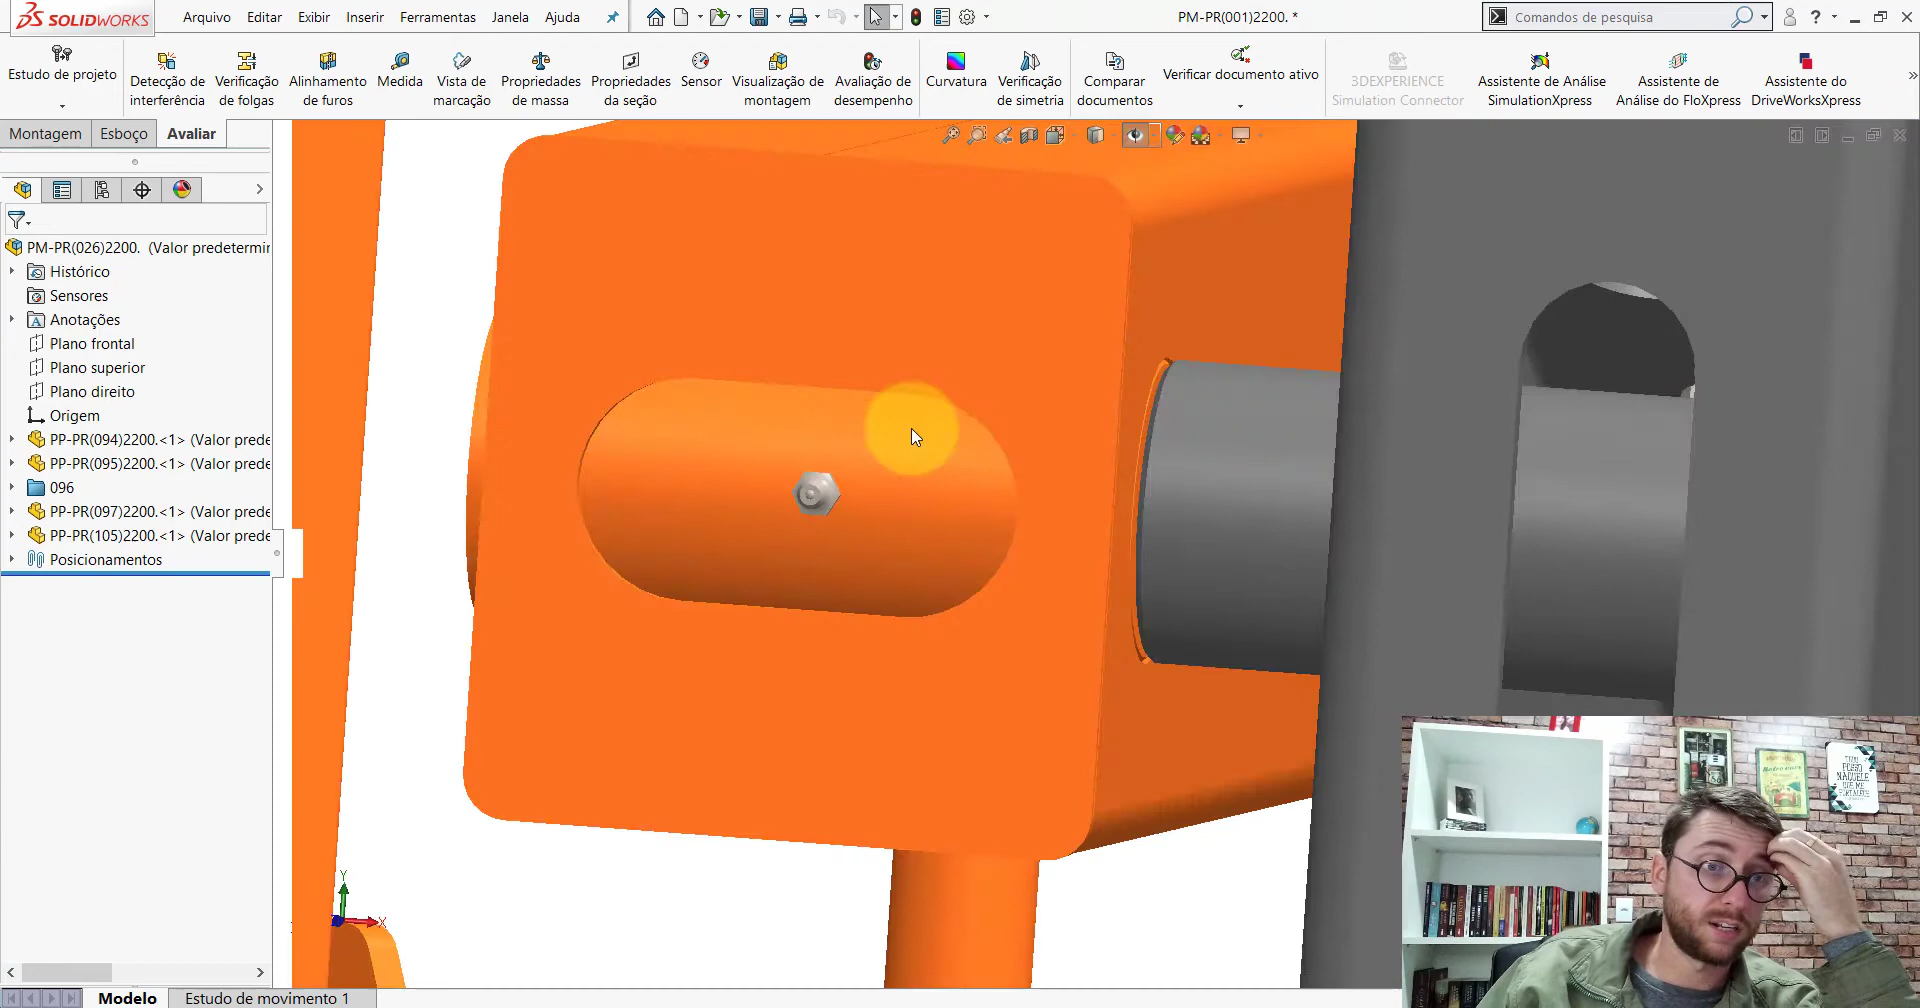 SOLIDWORKS
Arquivo Editar Exibir Inserir Ferramentas Janela Ajuda
PM-PR(001)2200. *
Comandos de pesquisa
Estudo de projeto
Detecção de interferência
Verificação de folgas
Alinhamento de furos
Medida
Vista de marcação
Propriedades de massa
Propriedades da seção
Sensor
Visualização de montagem
Avaliação de desempenho
Curvatura
Verificação de simetria
Comparar documentos
Verificar documento ativo
3DEXPERIENCE Simulation Connector
Assistente de Análise SimulationXpress
Assistente de Análise do FloXpress
Assistente do DriveWorksXpress
Montagem Esboço Avaliar
PM-PR(026)2200. (Valor predetermir
Histórico
Sensores
Anotações
Plano frontal
Plano superior
Plano direito
Origem
PP-PR(094)2200.<1> (Valor prede
PP-PR(095)2200.<1> (Valor prede
096
PP-PR(097)2200.<1> (Valor prede
PP-PR(105)2200.<1> (Valor prede
Posicionamentos
Y
X
POSSO
NAQUELE
QUE ME
FORTALECE
Modelo Estudo de movimento 1